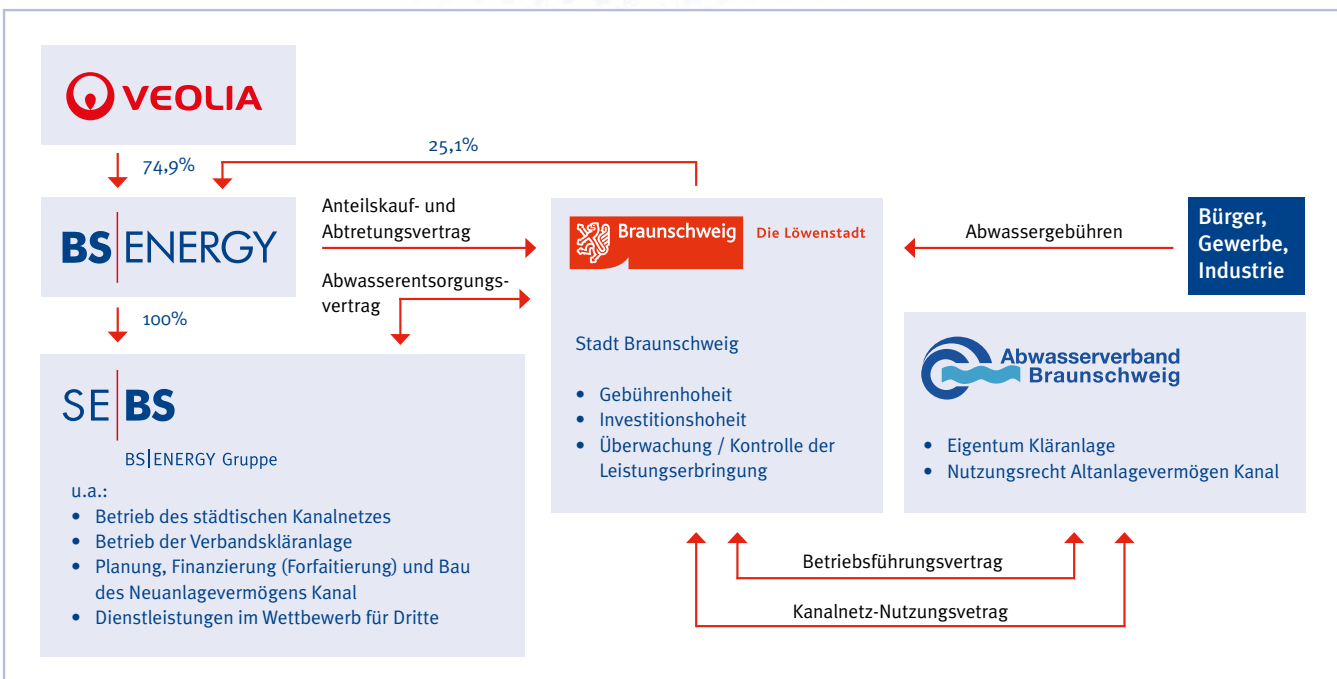 VEOLIA
74,9%
25,1%
BS|ENERGY
Anteilskauf- und
Abtretungsvertrag
Braunschweig
Die Löwenstadt
Abwassergebühren
Bürger,
Gewerbe,
Industrie
Abwasserentsorgungs-
vertrag
100%
SE|BS
BS|ENERGY Gruppe
u.a.:
• Betrieb des städtischen Kanalnetzes
• Betrieb der Verbandskläranlage
• Planung, Finanzierung (Forfaitierung) und Bau
des Neuanlagevermögens Kanal
• Dienstleistungen im Wettbewerb für Dritte
Stadt Braunschweig
• Gebührenhoheit
• Investitionshoheit
• Überwachung / Kontrolle der
Leistungserbringung
Abwasserverband
Braunschweig
• Eigentum Kläranlage
• Nutzungsrecht Altanlagevermögen Kanal
Betriebsführungsvertrag
Kanalnetz-Nutzungsvetrag